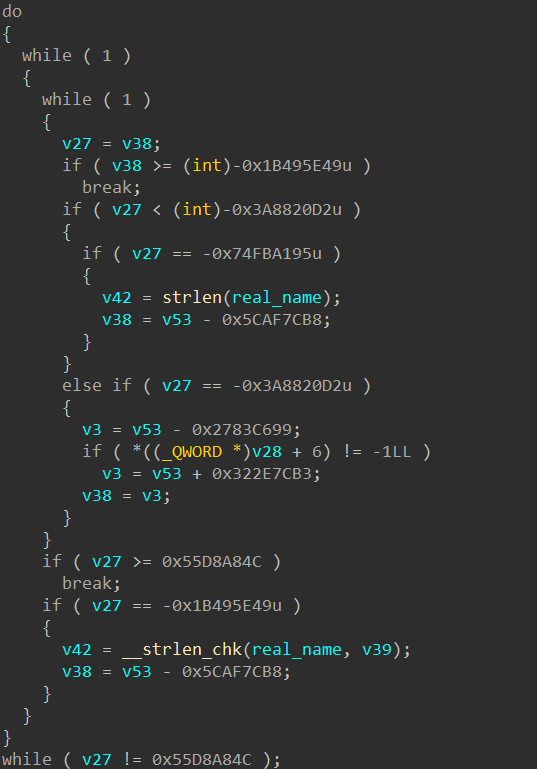 do
{
  while ( 1 )
  {
    while ( 1 )
    {
      v27 = v38;
      if ( v38 >= (int)-0x1B495E49u )
        break;
      if ( v27 < (int)-0x3A8820D2u )
      {
        if ( v27 == -0x74FBA195u )
        {
          v42 = strlen(real_name);
          v38 = v53 - 0x5CAF7CB8;
        }
      }
      else if ( v27 == -0x3A8820D2u )
      {
        v3 = v53 - 0x2783C699;
        if ( *((_QWORD *)v28 + 6) != -1LL )
          v3 = v53 + 0x322E7CB3;
        v38 = v3;
      }
    }
    if ( v27 >= 0x55D8A84C )
      break;
    if ( v27 == -0x1B495E49u )
    {
      v42 = __strlen_chk(real_name, v39);
      v38 = v53 - 0x5CAF7CB8;
    }
  }
}
while ( v27 != 0x55D8A84C );